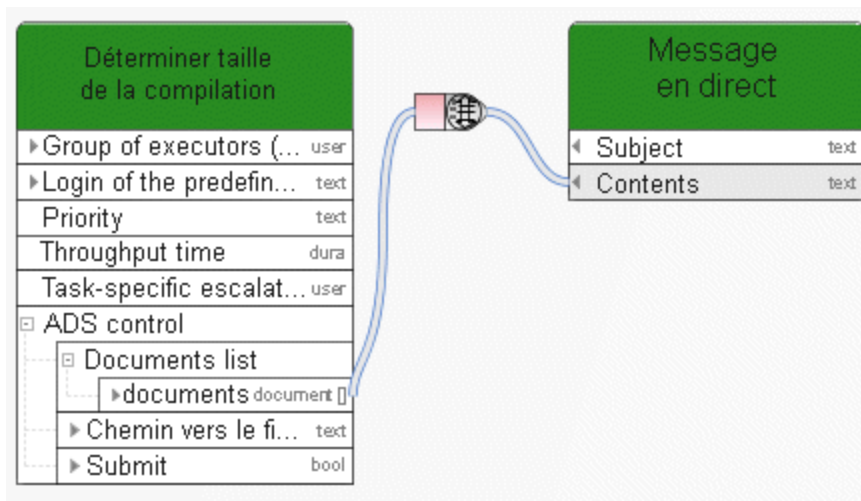 Déterminer taille
de la compilation
Group of executors (... user
Login of the predefin... text
Priority text
Throughput time dura
Task-specific escalat... user
ADS control
Documents list
documents document []
Chemin vers le fi... text
Submit bool
Message
en direct
Subject text
Contents text